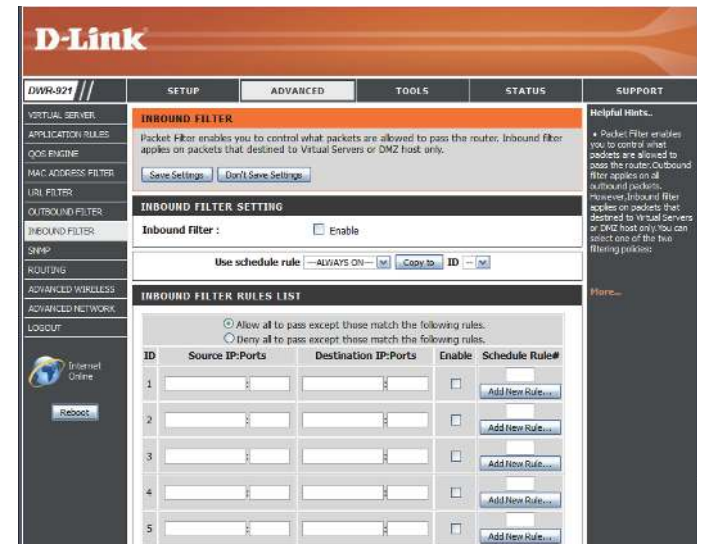 D-Link
DWR-921 SETUP ADVANCED TOOLS STATUS SUPPORT
VIRTUAL SERVER
APPLICATION RULES
QOS ENGINE
MAC ADDRESS FILTER
URL FILTER
OUTBOUND FILTER
INBOUND FILTER
SNMP
ROUTING
ADVANCED WIRELESS
ADVANCED NETWORK
LOGOUT
Internet
Online
Reboot
INBOUND FILTER
Packet Filter enables you to control what packets are allowed to pass the router. Inbound filter
applies on packets that destined to Virtual Servers or DMZ host only.
Save Settings Don't Save Settings
INBOUND FILTER SETTING
Inbound Filter : Enable
Use schedule rule ---ALWAYS ON--- Copy to ID --
INBOUND FILTER RULES LIST
Allow all to pass except those match the following rules.
Deny all to pass except those match the following rules.
ID Source IP:Ports Destination IP:Ports Enable Schedule Rule#
1 : : Add New Rule...
2 : : Add New Rule...
3 : : Add New Rule...
4 : : Add New Rule...
5 : : Add New Rule...
Helpful Hints..
• Packet Filter enables
you to control what
packets are allowed to
pass the router.Outbound
filter applies on all
outbound packets.
However,Inbound filter
applies on packets that
destined to Virtual Servers
or DMZ host only.You can
select one of the two
filtering policies:
More...